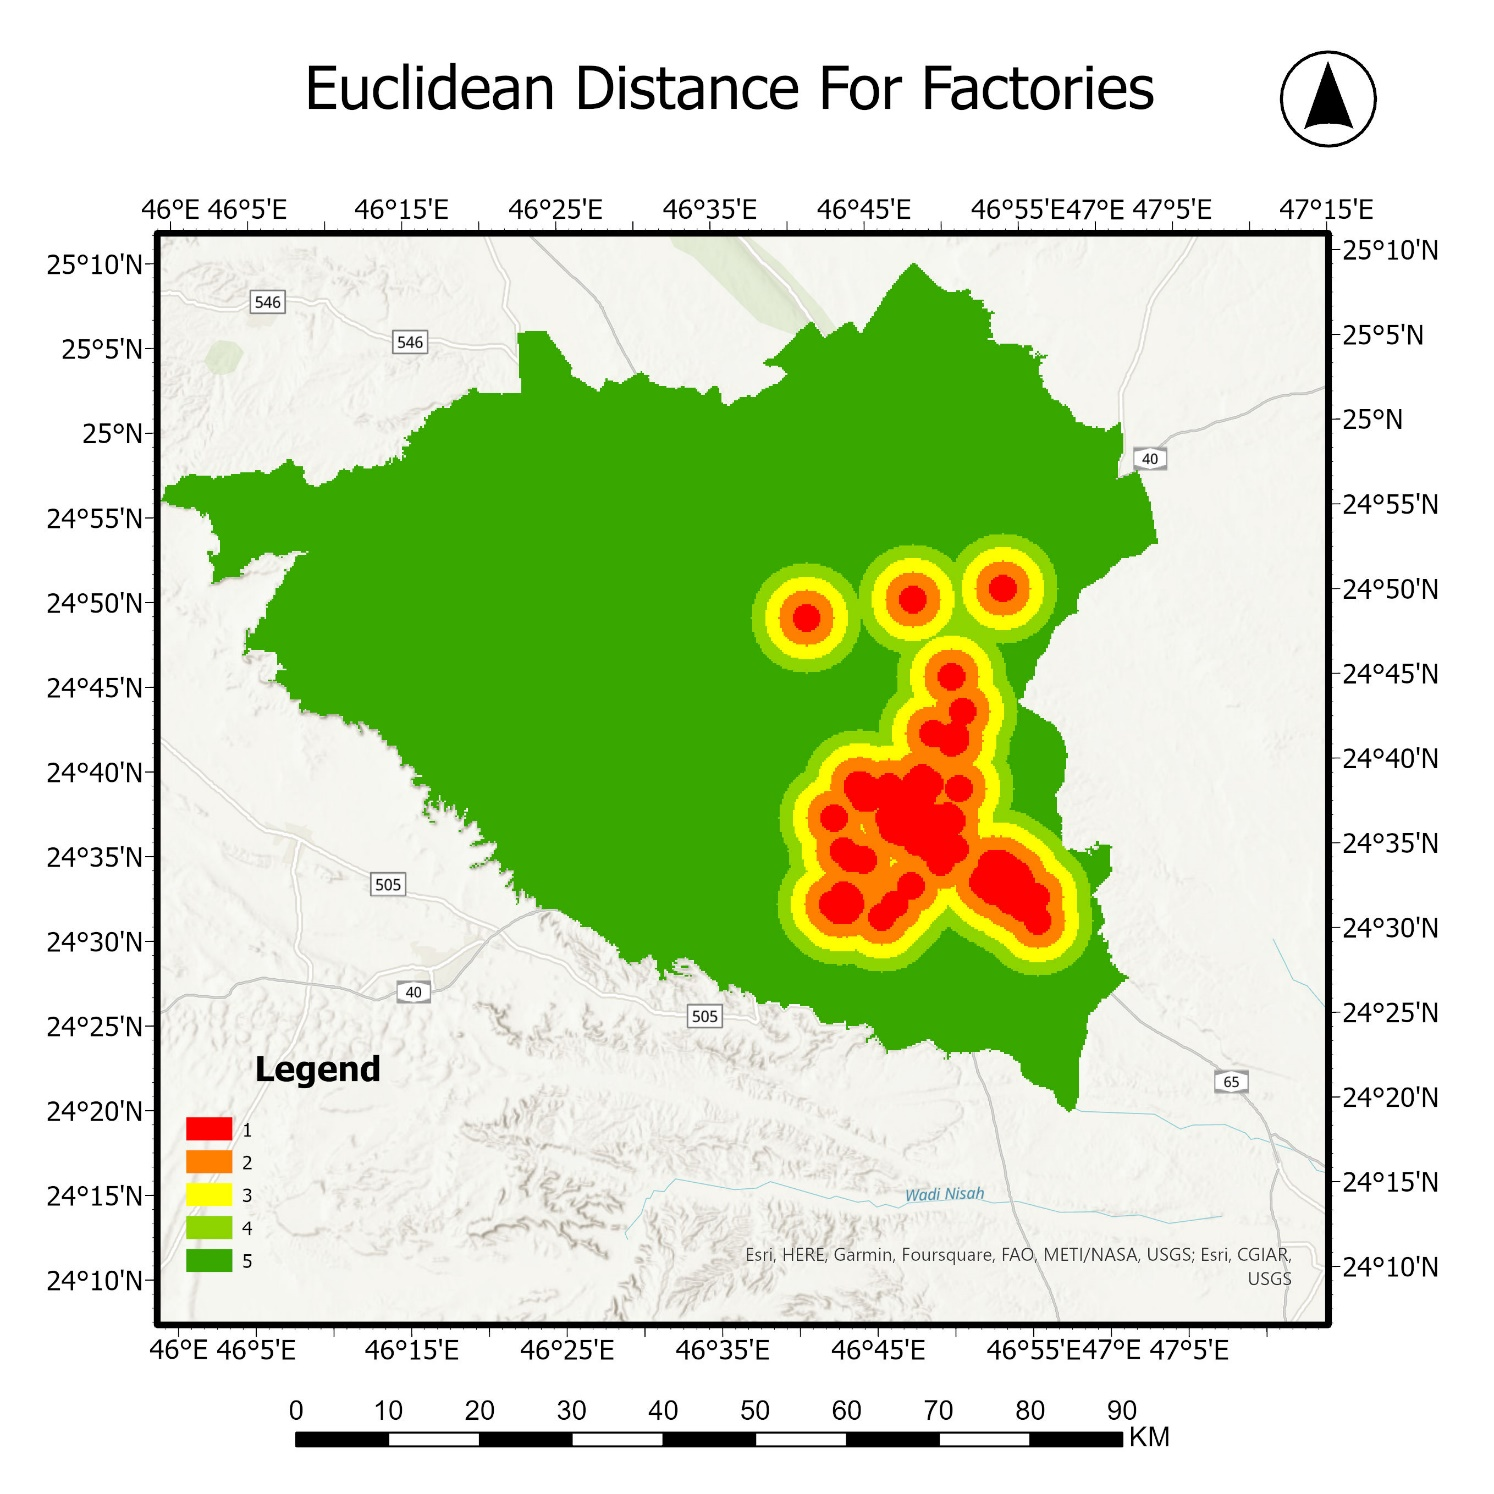 Euclidean Distance For Factories
46°E 46°5'E 46°15'E 46°25'E 46°35'E 46°45'E 46°55'E 47°E 47°5'E 47°15'E
25°10'N 25°10'N
546
546
25°5'N 25°5'N
25°N 25°N
40
24°55'N 24°55'N
24°50'N 24°50'N
24°45'N 24°45'N
24°40'N 24°40'N
24°35'N 24°35'N
505
24°30'N 24°30'N
40
505
24°25'N 24°25'N
Legend
65
24°20'N 24°20'N
1
2
24°15'N 24°15'N
3
Wadi Nisah
4
5
Esri, HERE, Garmin, Foursquare, FAO, METI/NASA, USGS; Esri, CGIAR,
USGS
24°10'N 24°10'N
46°E 46°5'E 46°15'E 46°25'E 46°35'E 46°45'E 46°55'E 47°E 47°5'E
0 10 20 30 40 50 60 70 80 90
KM